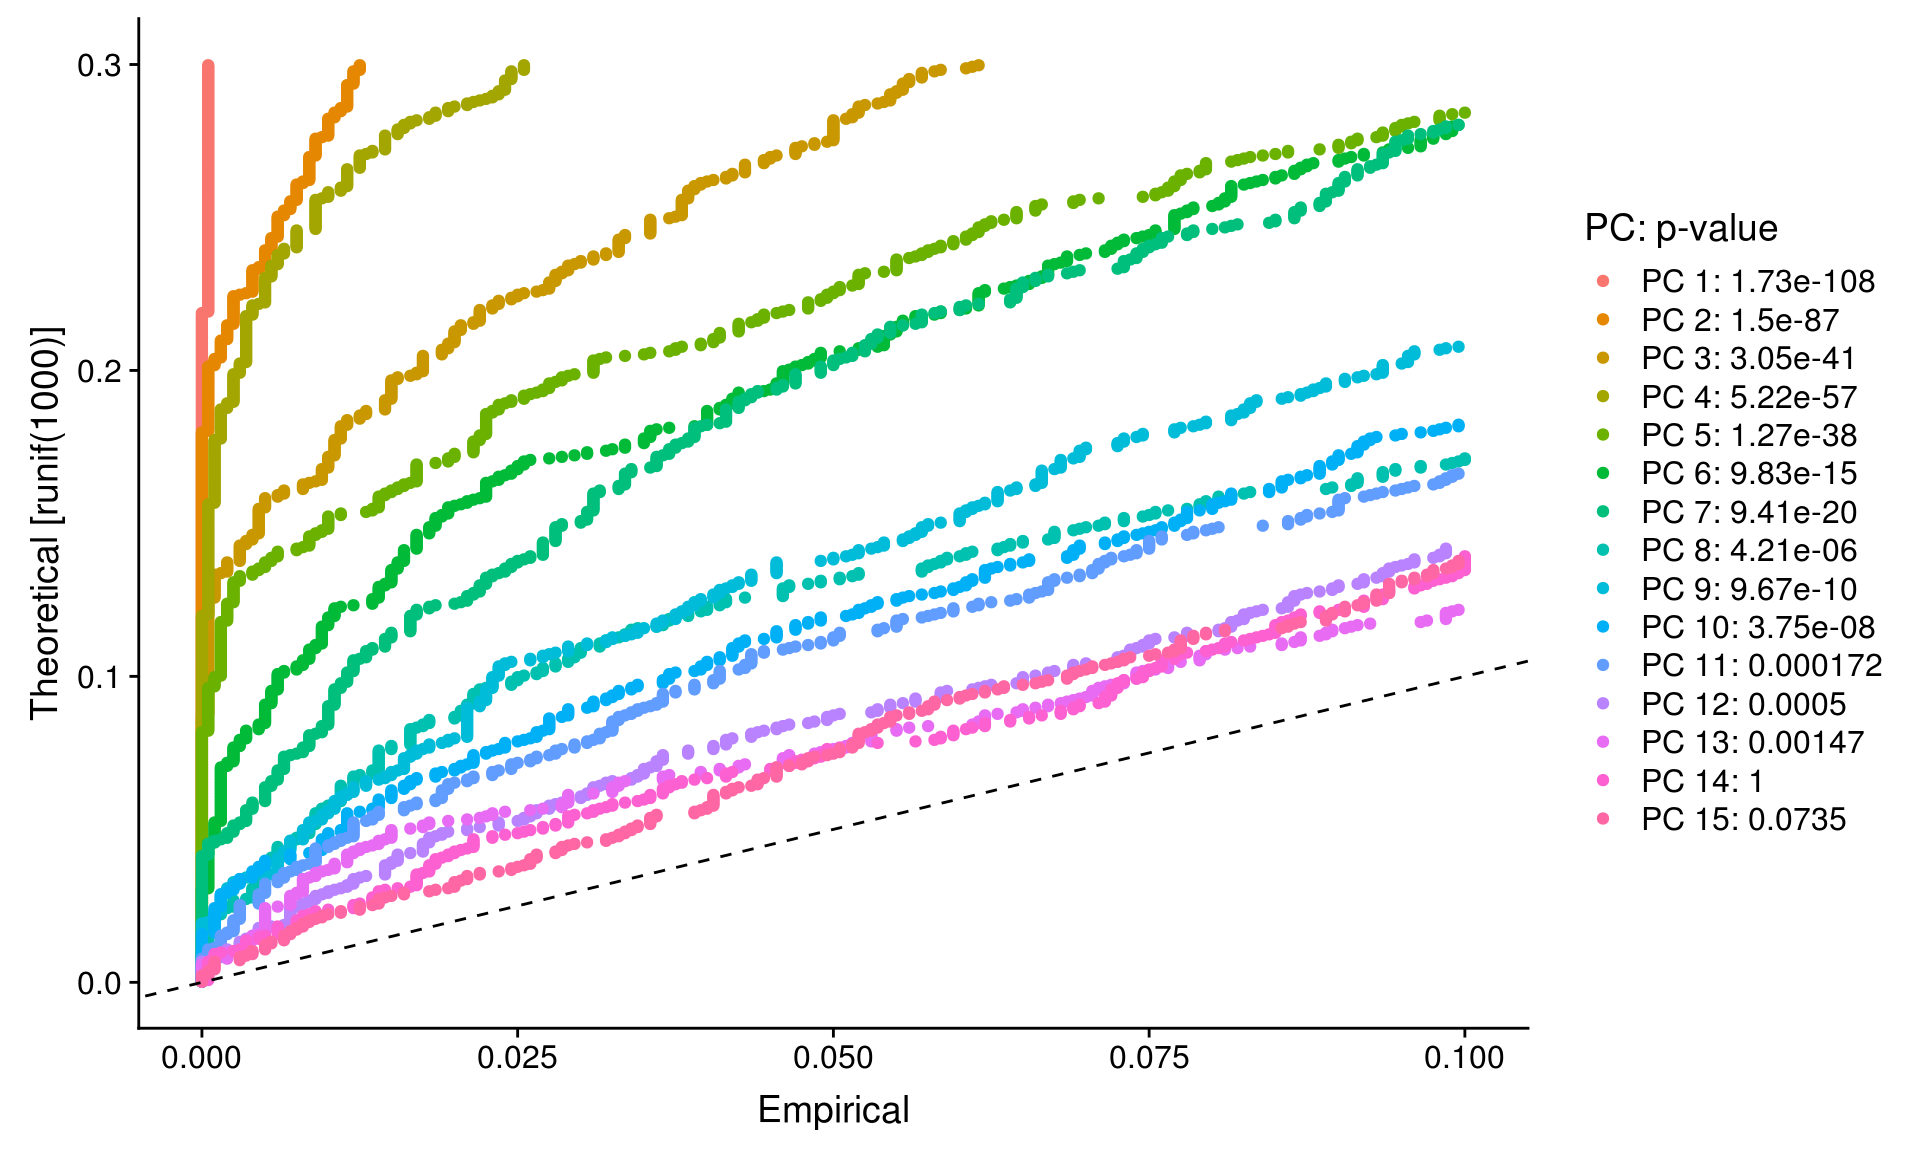 0.3
0.2
0.1
0.0
Theoretical [runif(1000)]
0.000
0.025
0.050
0.075
0.100
Empirical
PC: p-value
PC 1: 1.73e-108
PC 2: 1.5e-87
PC 3: 3.05e-41
PC 4: 5.22e-57
PC 5: 1.27e-38
PC 6: 9.83e-15
PC 7: 9.41e-20
PC 8: 4.21e-06
PC 9: 9.67e-10
PC 10: 3.75e-08
PC 11: 0.000172
PC 12: 0.0005
PC 13: 0.00147
PC 14: 1
PC 15: 0.0735